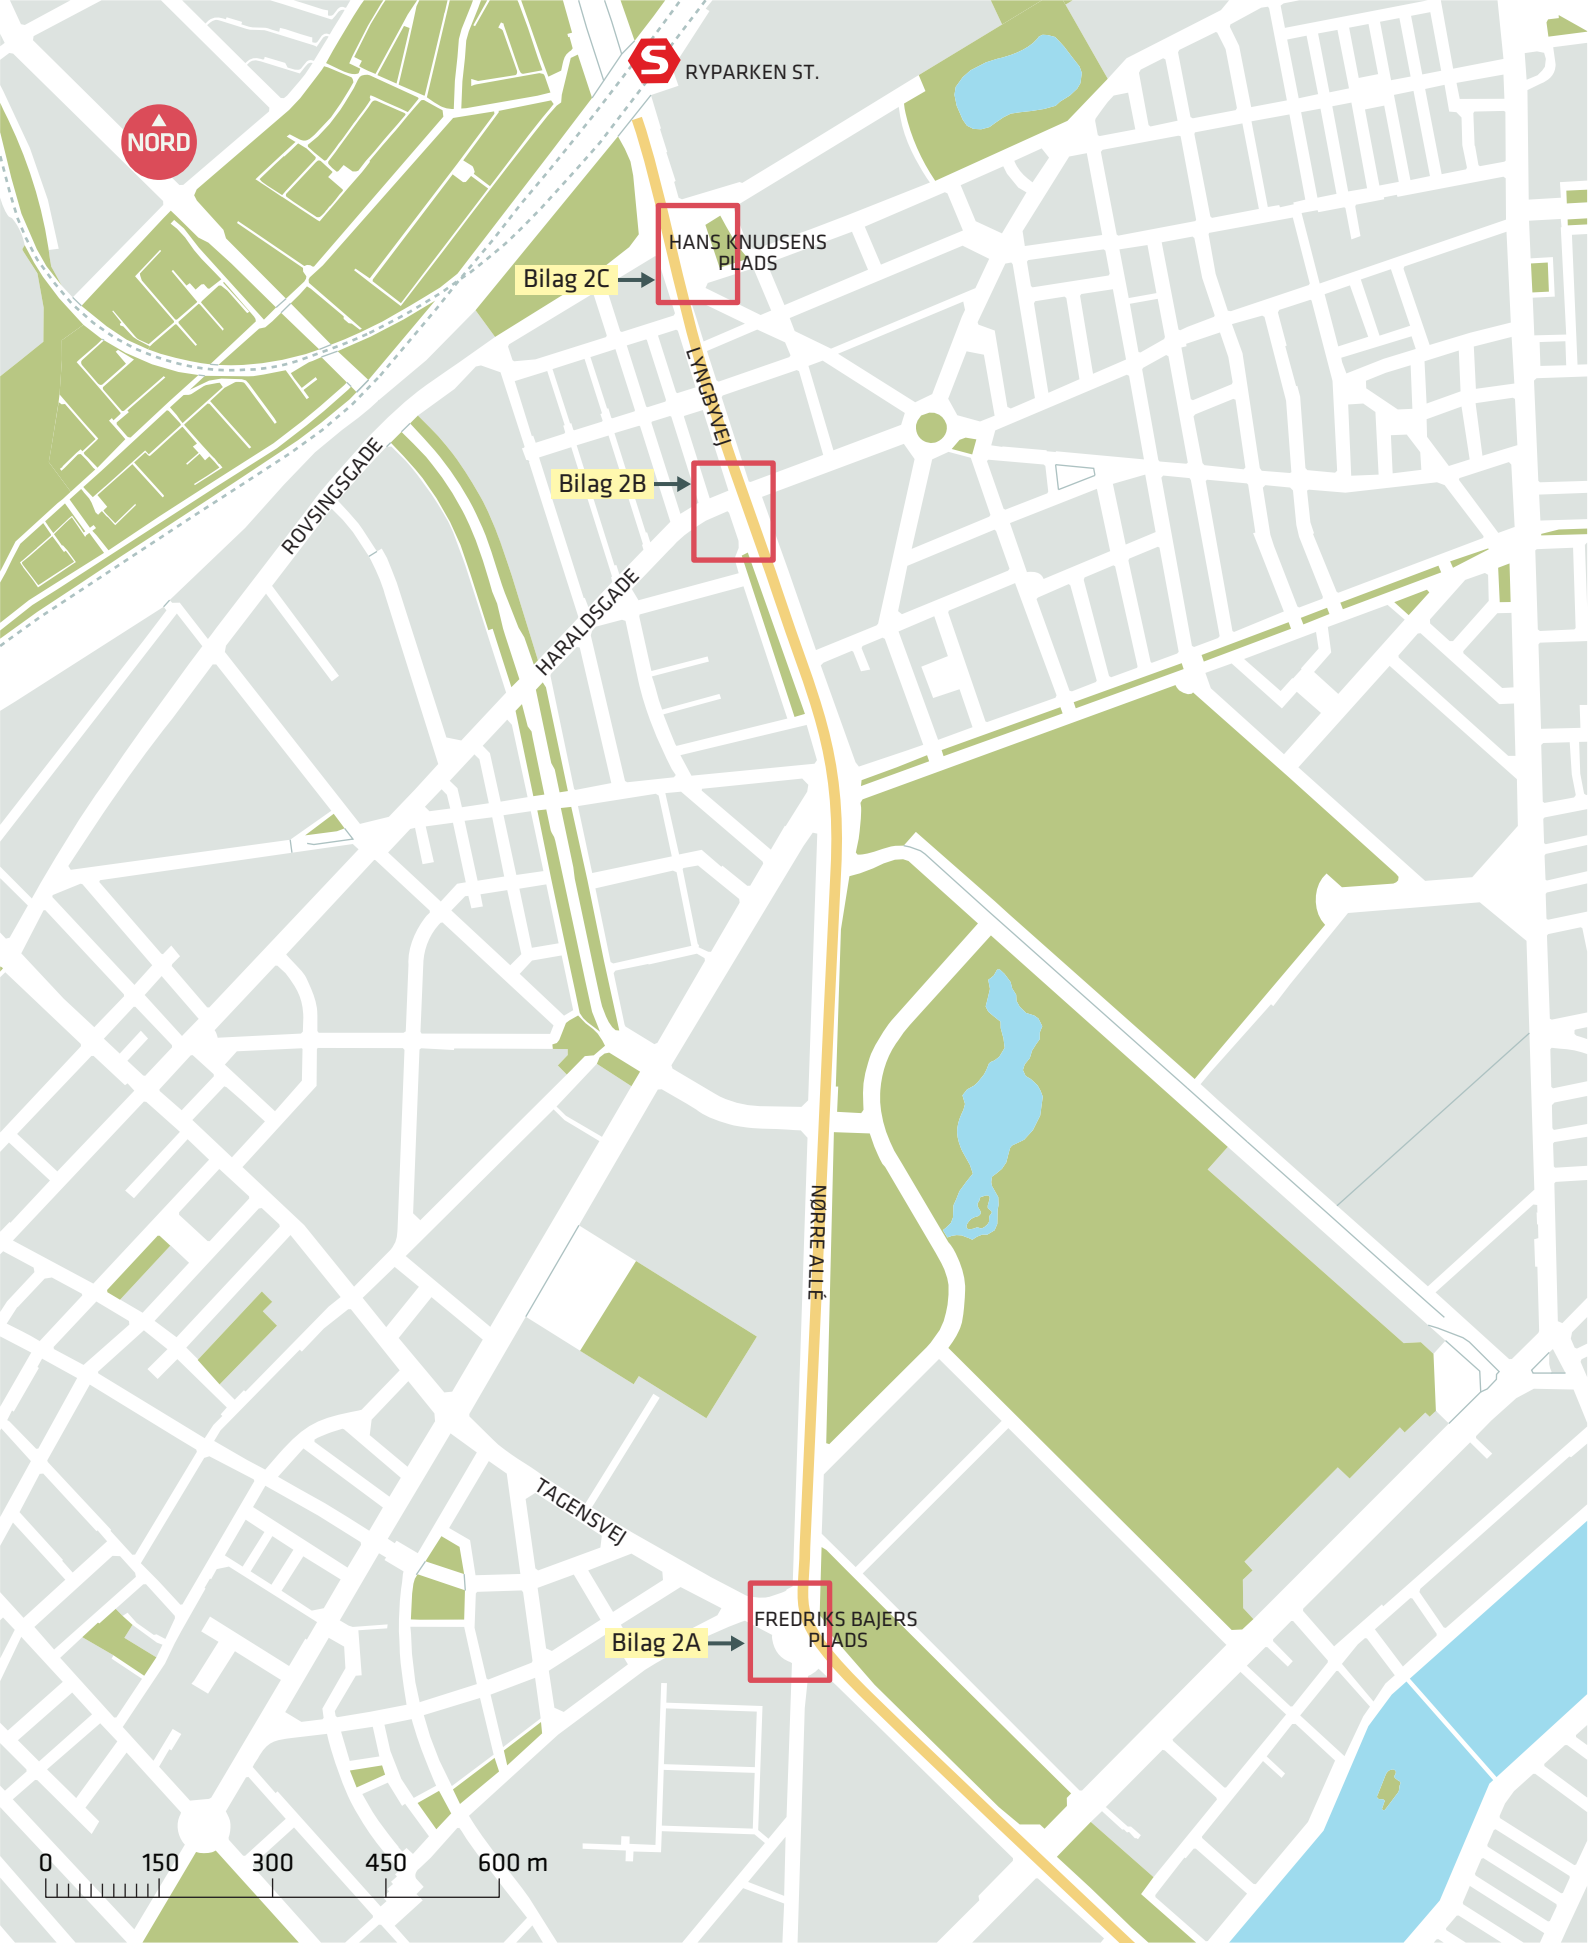 S
RYPARKEN ST.
NORD
HANS KNUDSENS
PLADS
Bilag 2C
LYNGBYVEJ
ROVSINGSGADE
Bilag 2B
HARALDSGADE
NØRRE ALLÉ
TAGENSVEJ
FREDRIKS BAJERS
PLADS
Bilag 2A
0 150 300 450 600 m